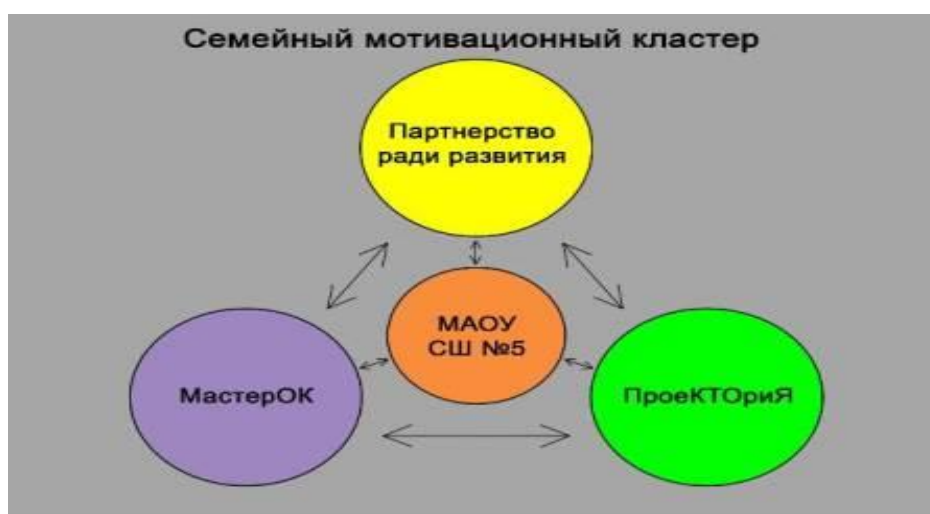 Семейный мотивационный кластер
Партнерство
ради развития
МАОУ
СШ №5
МастерОК
ПроеКТОриЯ